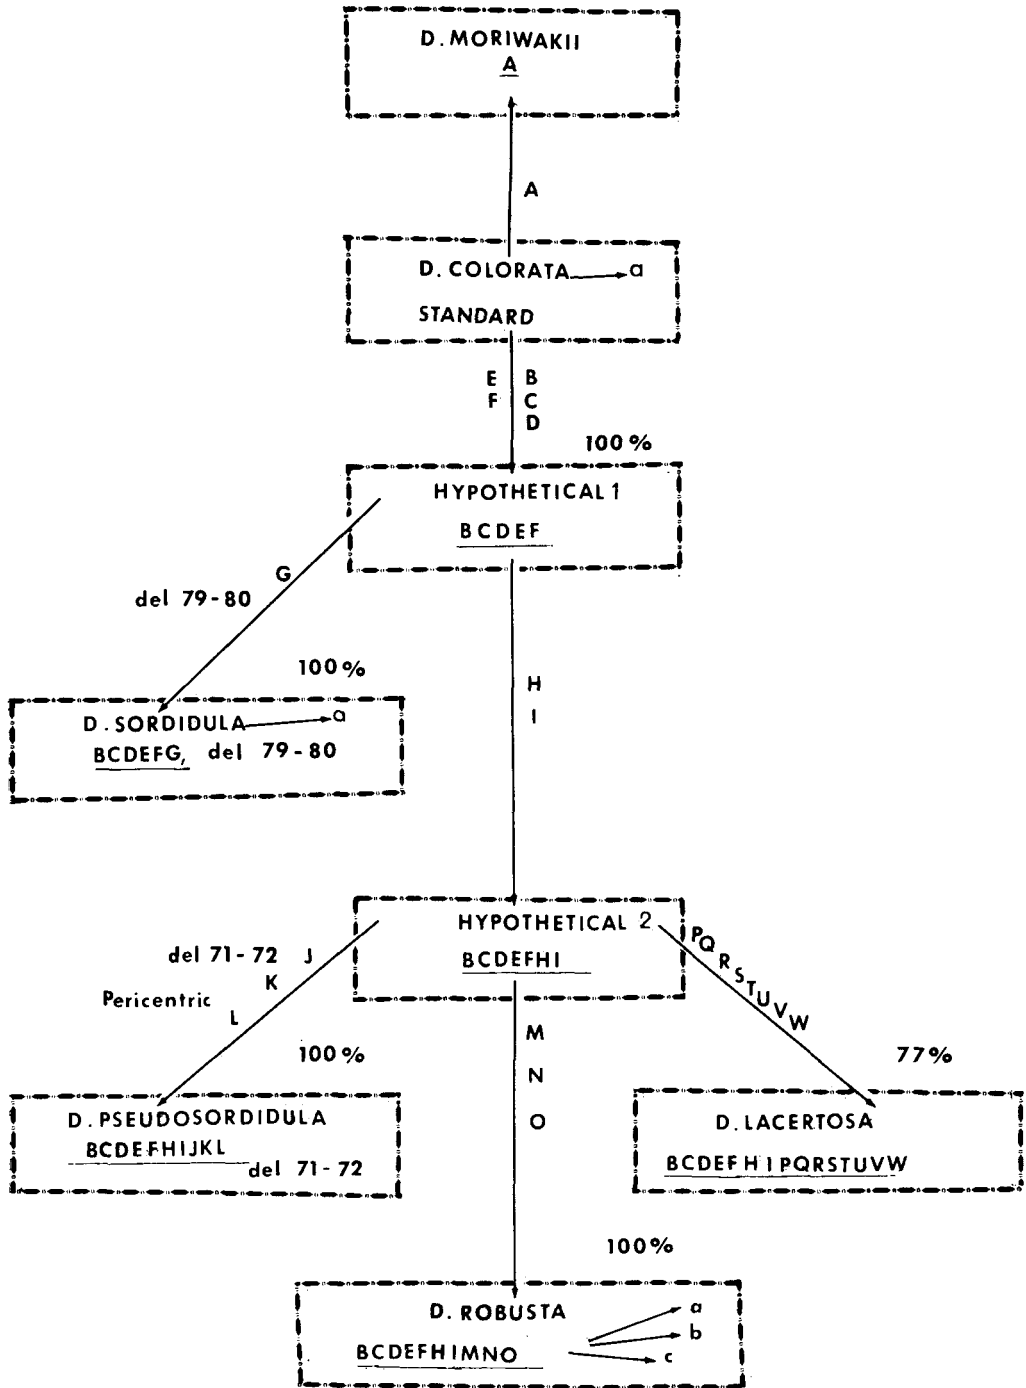 D. MORIWAKII
A
A
D. COLORATA a
STANDARD
E B
F C
D
100%
HYPOTHETICAL 1
BCDEF
G
del 79-80
100%
H
I
D. SORDIDULA a
BCDEFG, del 79-80
HYPOTHETICAL 2
BCDEFHI
del 71-72 J
K
Pericentric
L
100%
M
N
O
PQRSTUVW
77%
D. PSEUDOSORDIDULA
BCDEFHIJKL
del 71-72
D. LACERTOSA
BCDEFHIPQRSTUVW
100%
D. ROBUSTA a
b
BCDEFHIMNO c